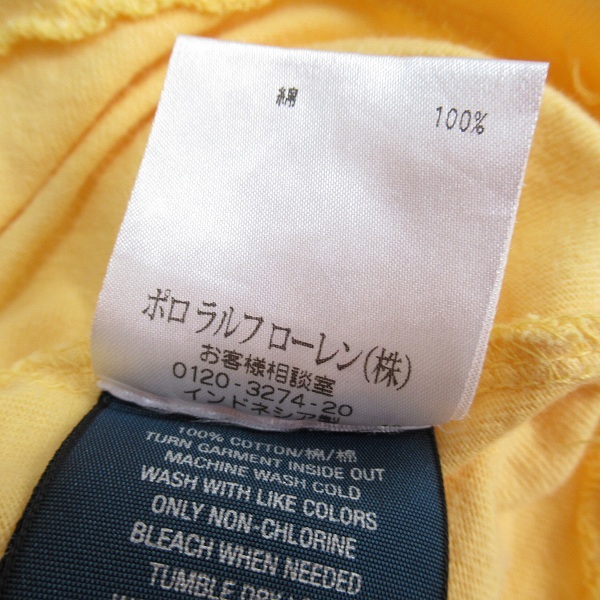 綿 100%
ポロ ラルフ ローレン(株)
お客様相談室
0120-3274-20
インドネシア製
100% COTTON/綿/棉
TURN GARMENT INSIDE OUT
MACHINE WASH COLD
WASH WITH LIKE COLORS
ONLY NON-CHLORINE
BLEACH WHEN NEEDED
TUMBLE DRY